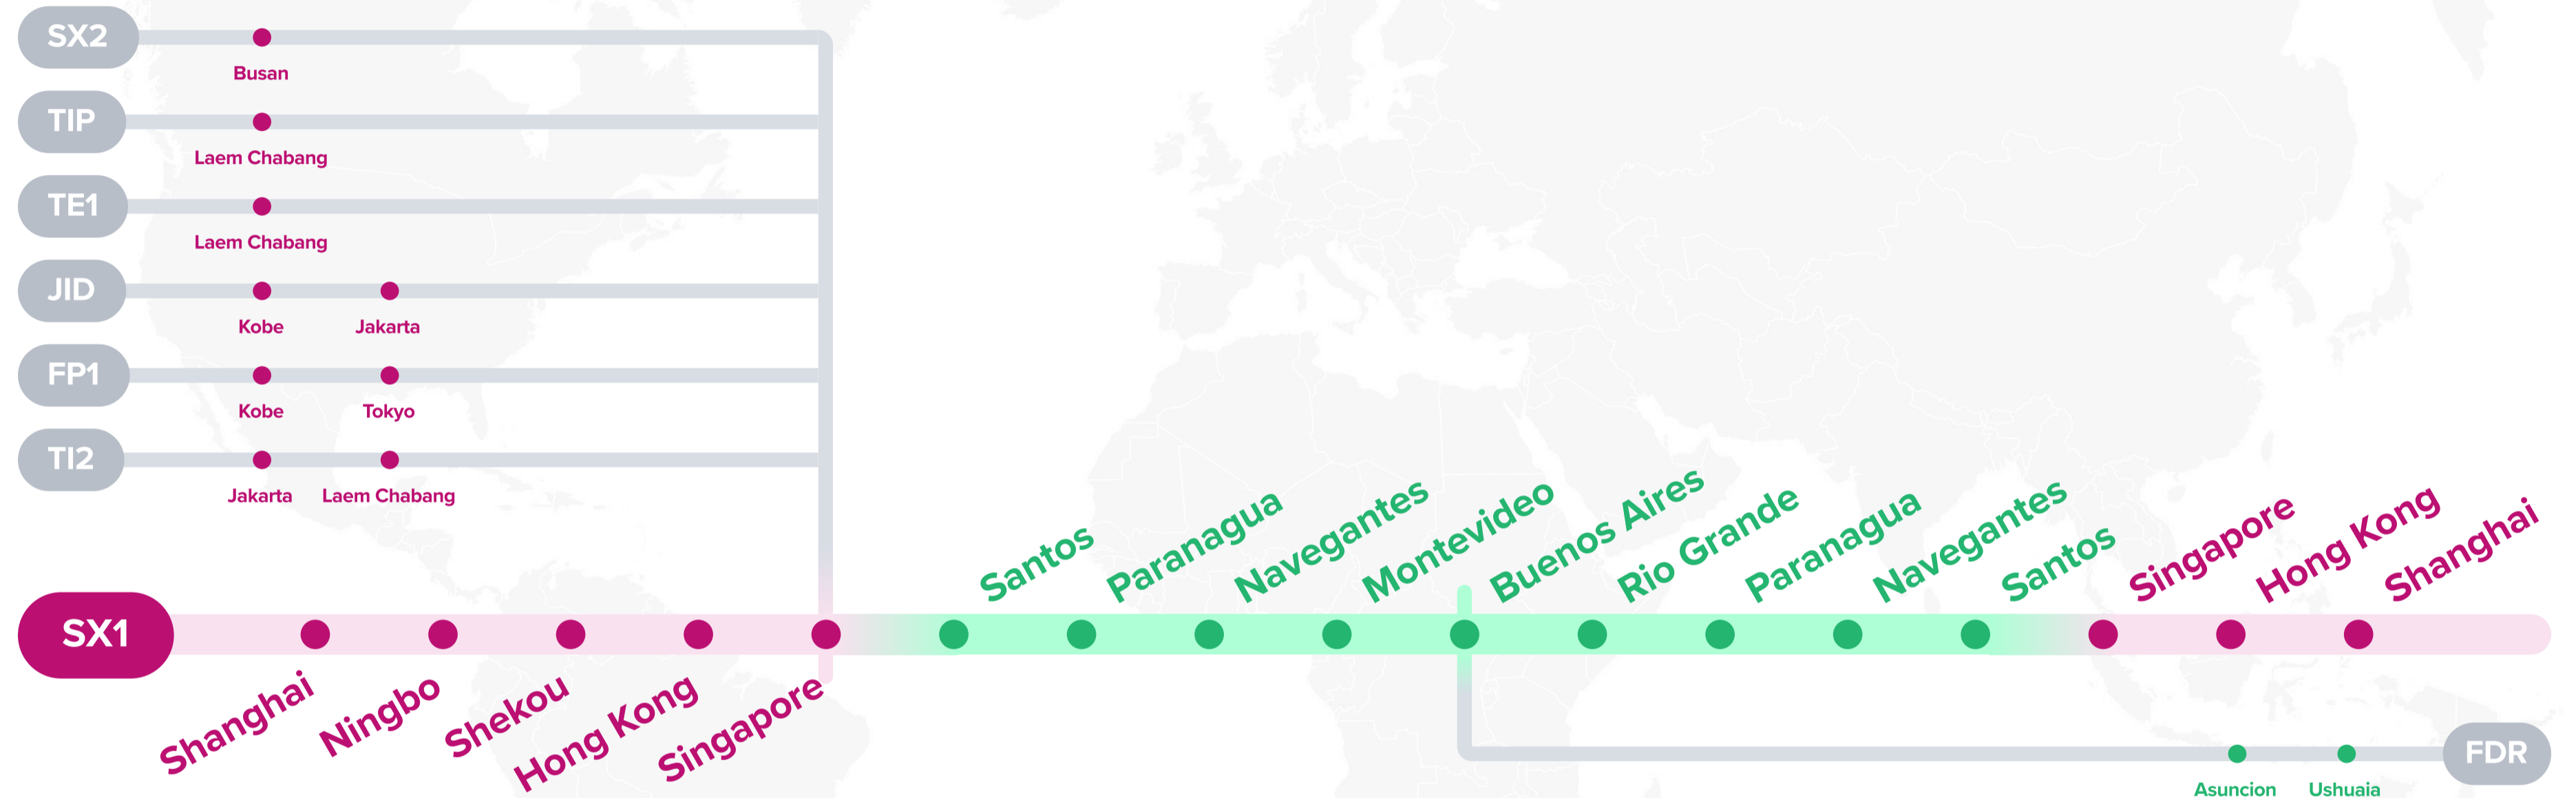 SX2
Busan
TIP
Laem Chabang
TE1
Laem Chabang
JID
Kobe
Jakarta
FP1
Kobe
Tokyo
TI2
Jakarta
Laem Chabang
SX1
Shanghai
Ningbo
Shekou
Hong Kong
Singapore
Santos
Paranagua
Navegantes
Montevideo
Buenos Aires
Rio Grande
Paranagua
Navegantes
Santos
Singapore
Hong Kong
Shanghai
FDR
Asuncion
Ushuaia